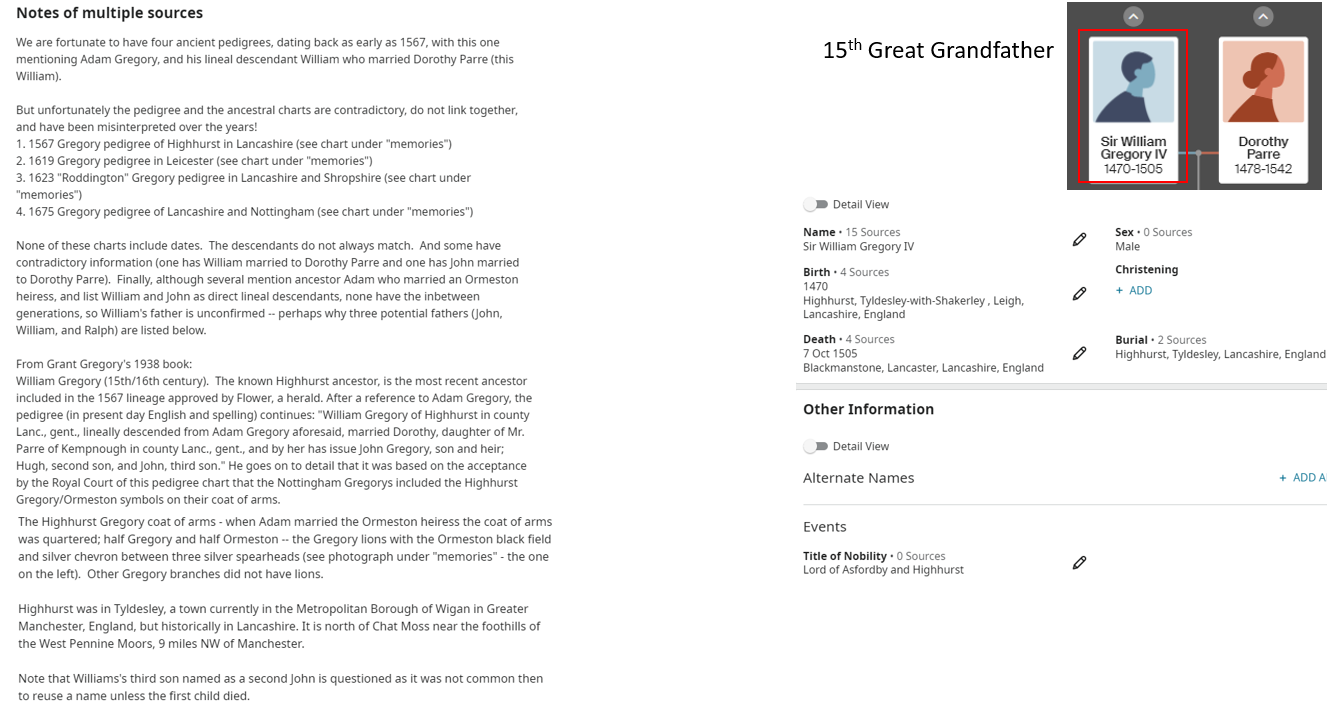 Notes of multiple sources
We are fortunate to have four ancient pedigrees, dating back as early as 1567, with this one
mentioning Adam Gregory, and his lineal descendant William who married Dorothy Parre (this
William).
But unfortunately the pedigree and the ancestral charts are contradictory, do not link together,
and have been misinterpreted over the years!
1. 1567 Gregory pedigree of Highhurst in Lancashire (see chart under "memories")
2. 1619 Gregory pedigree in Leicester (see chart under "memories")
3. 1623 "Roddington" Gregory pedigree in Lancashire and Shropshire (see chart under
"memories")
4. 1675 Gregory pedigree of Lancashire and Nottingham (see chart under "memories")
None of these charts include dates. The descendants do not always match. And some have
contradictory information (one has William married to Dorothy Parre and one has John married
to Dorothy Parre). Finally, although several mention ancestor Adam who married an Ormeston
heiress, and list William and John as direct lineal descendants, none have the inbetween
generations, so William's father is unconfirmed -- perhaps why three potential fathers (John,
William, and Ralph) are listed below.
From Grant Gregory's 1938 book:
William Gregory (15th/16th century). The known Highhurst ancestor, is the most recent ancestor
included in the 1567 lineage approved by Flower, a herald. After a reference to Adam Gregory, the
pedigree (in present day English and spelling) continues: "William Gregory of Highhurst in county
Lanc., gent., lineally descended from Adam Gregory aforesaid, married Dorothy, daughter of Mr.
Parre of Kempnough in county Lanc., gent., and by her has issue John Gregory, son and heir;
Hugh, second son, and John, third son." He goes on to detail that it was based on the acceptance
by the Royal Court of this pedigree chart that the Nottingham Gregorys included the Highhurst
Gregory/Ormeston symbols on their coat of arms.
The Highhurst Gregory coat of arms - when Adam married the Ormeston heiress the coat of arms
was quartered; half Gregory and half Ormeston -- the Gregory lions with the Ormeston black field
and silver chevron between three silver spearheads (see photograph under "memories" - the one
on the left). Other Gregory branches did not have lions.
Highhurst was in Tyldesley, a town currently in the Metropolitan Borough of Wigan in Greater
Manchester, England, but historically in Lancashire. It is north of Chat Moss near the foothills of
the West Pennine Moors, 9 miles NW of Manchester.
Note that Williams's third son named as a second John is questioned as it was not common then
to reuse a name unless the first child died.
15th Great Grandfather
Sir William
Gregory IV
1470-1505
Dorothy
Parre
1478-1542
Detail View
Name • 15 Sources
Sir William Gregory IV
Sex • 0 Sources
Male
Birth • 4 Sources
1470
Highhurst, Tyldesley-with-Shakerley , Leigh,
Lancashire, England
Christening
+ ADD
Death • 4 Sources
7 Oct 1505
Blackmanstone, Lancaster, Lancashire, England
Burial • 2 Sources
Highhurst, Tyldesley, Lancashire, England
Other Information
Detail View
Alternate Names
+ ADD A
Events
Title of Nobility • 0 Sources
Lord of Asfordby and Highhurst